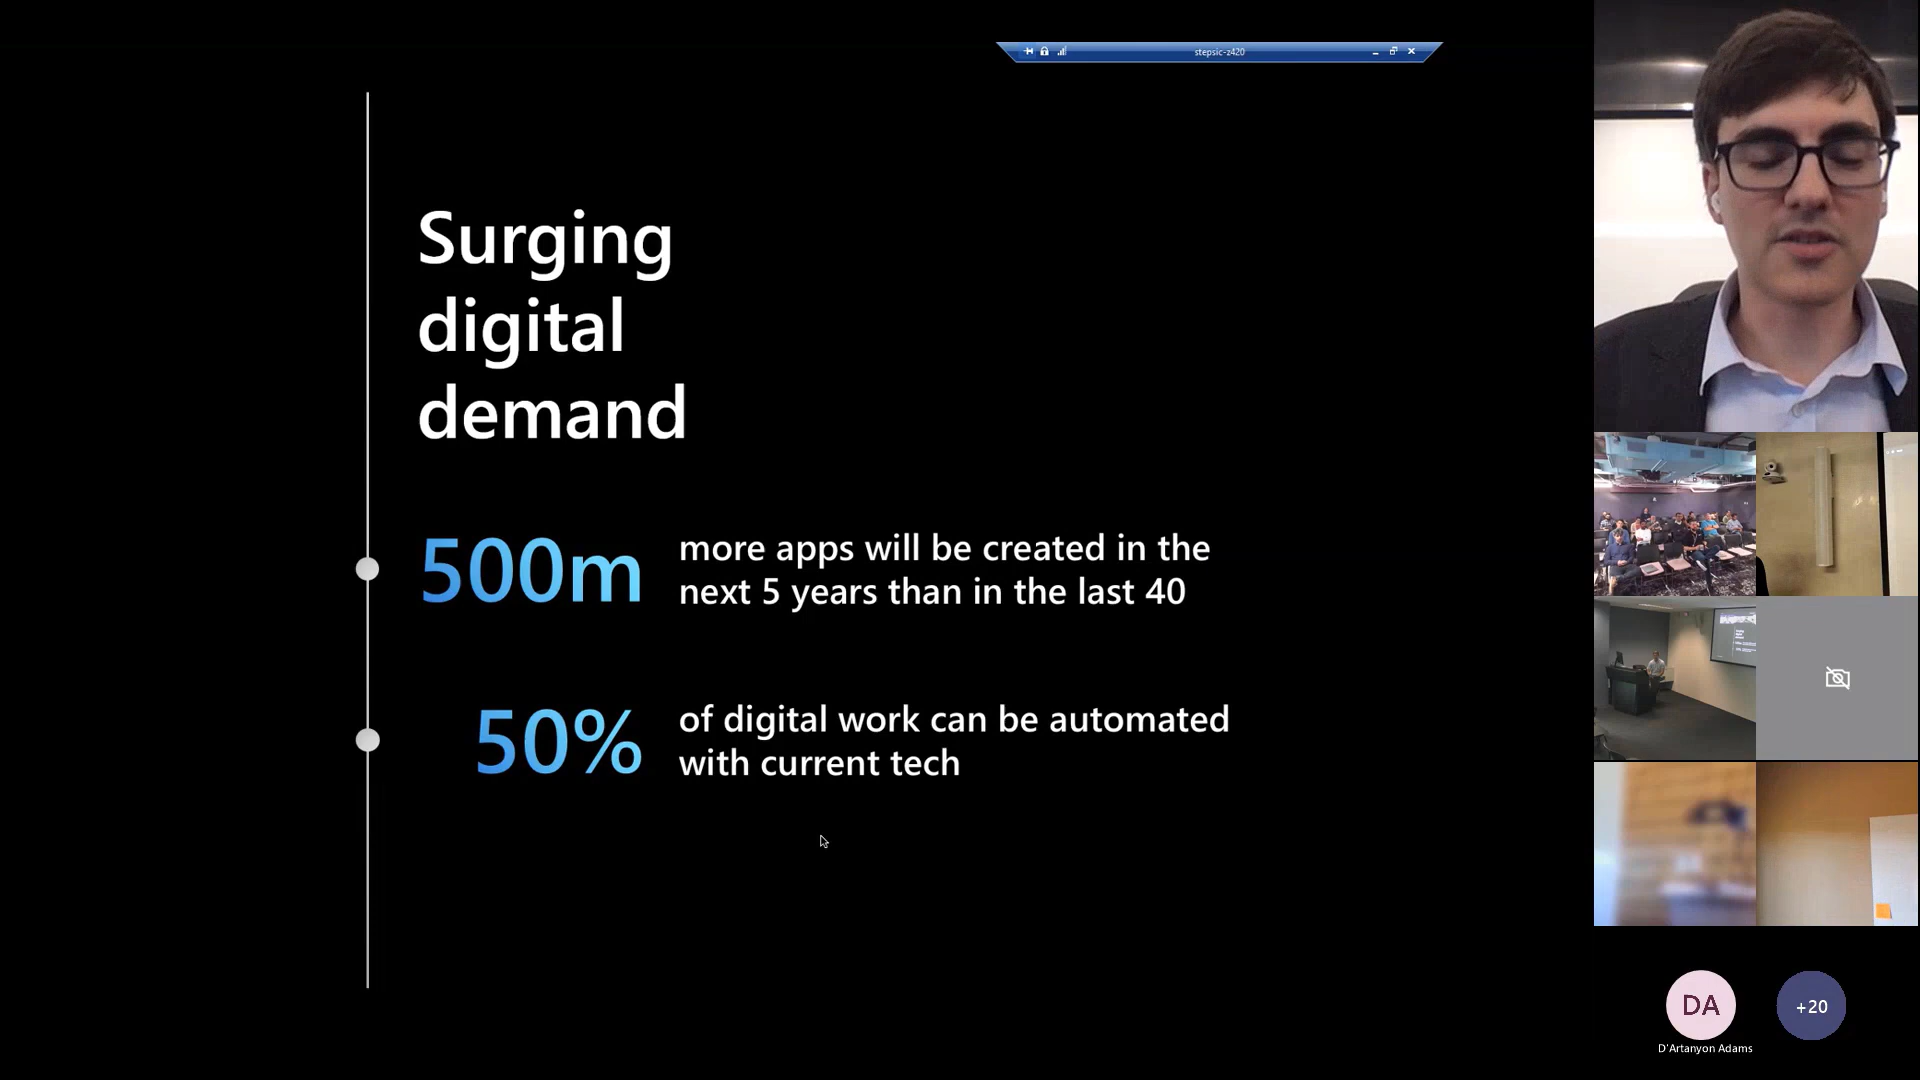 stepsic-z420
Surging
digital
demand
500m
more apps will be created in the
next 5 years than in the last 40
50%
of digital work can be automated
with current tech
DA
+20
D'Artanyon Adams